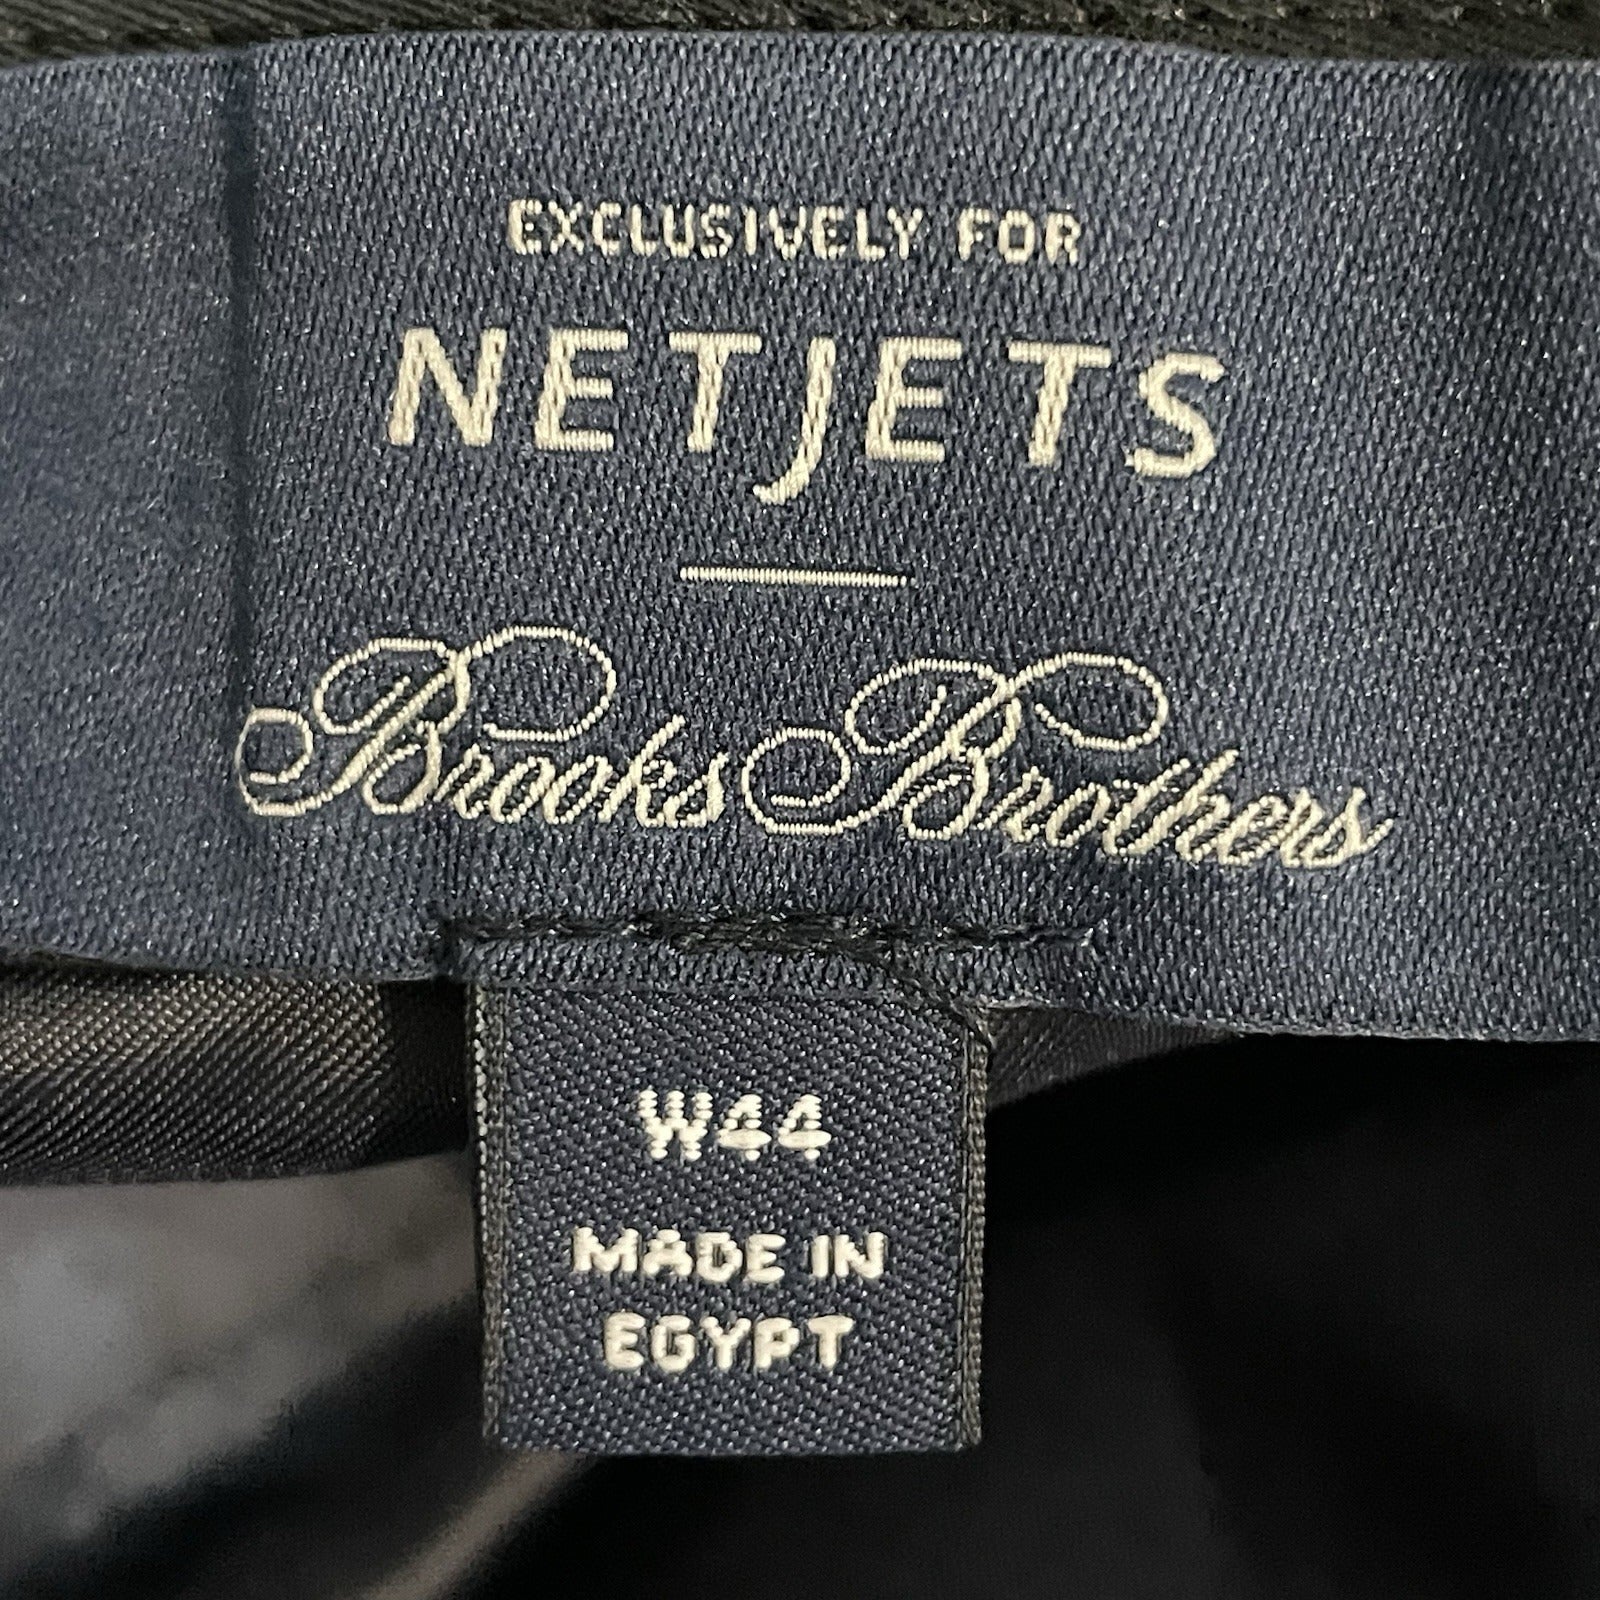 EXCLUSIVELY FOR
NETJETS
Brooks Brothers
W44
MADE IN
EGYPT